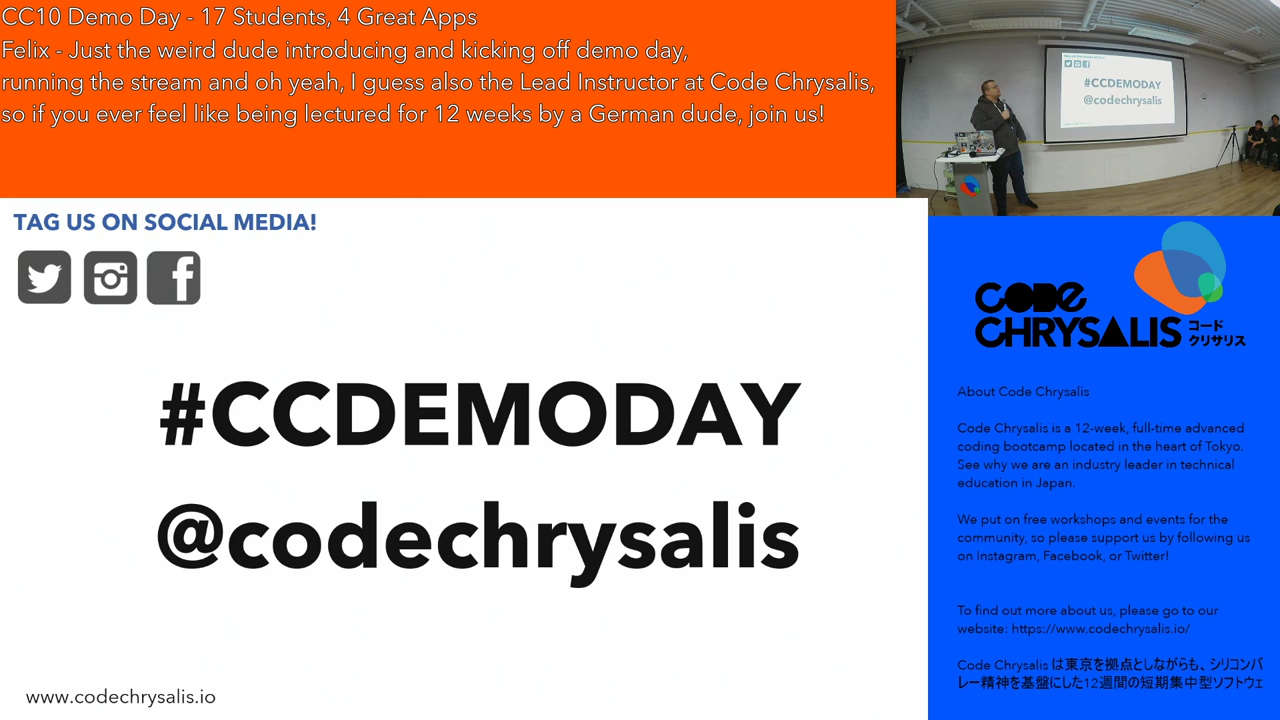 CC10 Demo Day - 17 Students, 4 Great Apps
Felix - Just the weird dude introducing and kicking off demo day,
running the stream and oh yeah, I guess also the Lead Instructor at Code Chrysalis,
so if you ever feel like being lectured for 12 weeks by a German dude, join us!
#CCDEMODAY
@codechrysalis
TAG US ON SOCIAL MEDIA!
#CCDEMODAY
@codechrysalis
www.codechrysalis.io
CODE
CHRYSALIS
コード
クリサリス
About Code Chrysalis
Code Chrysalis is a 12-week, full-time advanced
coding bootcamp located in the heart of Tokyo.
See why we are an industry leader in technical
education in Japan.
We put on free workshops and events for the
community, so please support us by following us
on Instagram, Facebook, or Twitter!
To find out more about us, please go to our
website: https://www.codechrysalis.io/
Code Chrysalis は東京を拠点としながらも、シリコンバ
レー精神を基盤にした12週間の短期集中型ソフトウェ